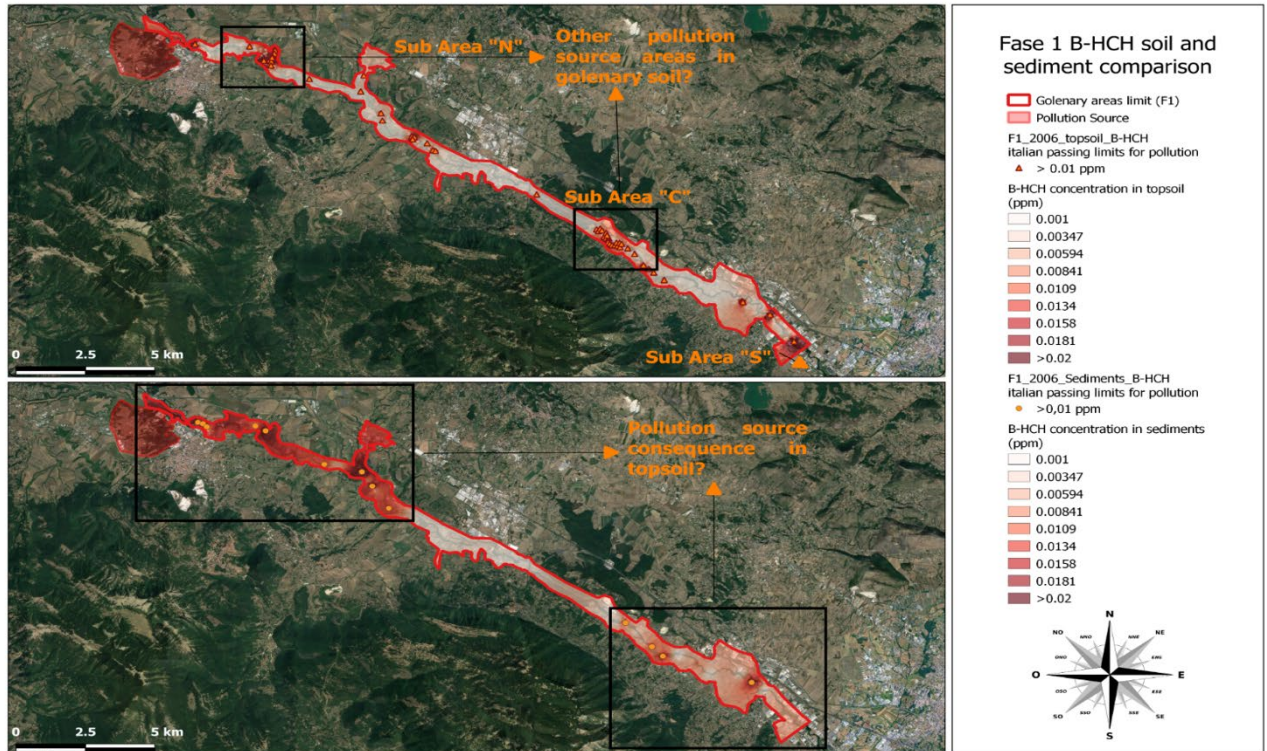 Sub Area "N"
Other pollution
source areas in
golenary soil?
Sub Area "C"
Sub Area "S"
0 2.5 5 km
Pollution source
consequence in
topsoil?
0 2.5 5 km
Fase 1 B-HCH soil and
sediment comparison
Golenary areas limit (F1)
Pollution Source
F1_2006_topsoil_B-HCH
italian passing limits for pollution
> 0.01 ppm
B-HCH concentration in topsoil
(ppm)
0.001
0.00347
0.00594
0.00841
0.0109
0.0134
0.0158
0.0181
>0.02
F1_2006_Sediments_B-HCH
italian passing limits for pollution
>0,01 ppm
B-HCH concentration in sediments
(ppm)
0.001
0.00347
0.00594
0.00841
0.0109
0.0134
0.0158
0.0181
>0.02
N
NO NNO NNE NE
O E
SO SSO SSE SE
S